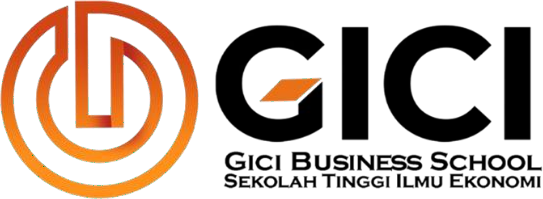 GICI
GICI BUSINESS SCHOOL
SEKOLAH TINGGI ILMU EKONOMI